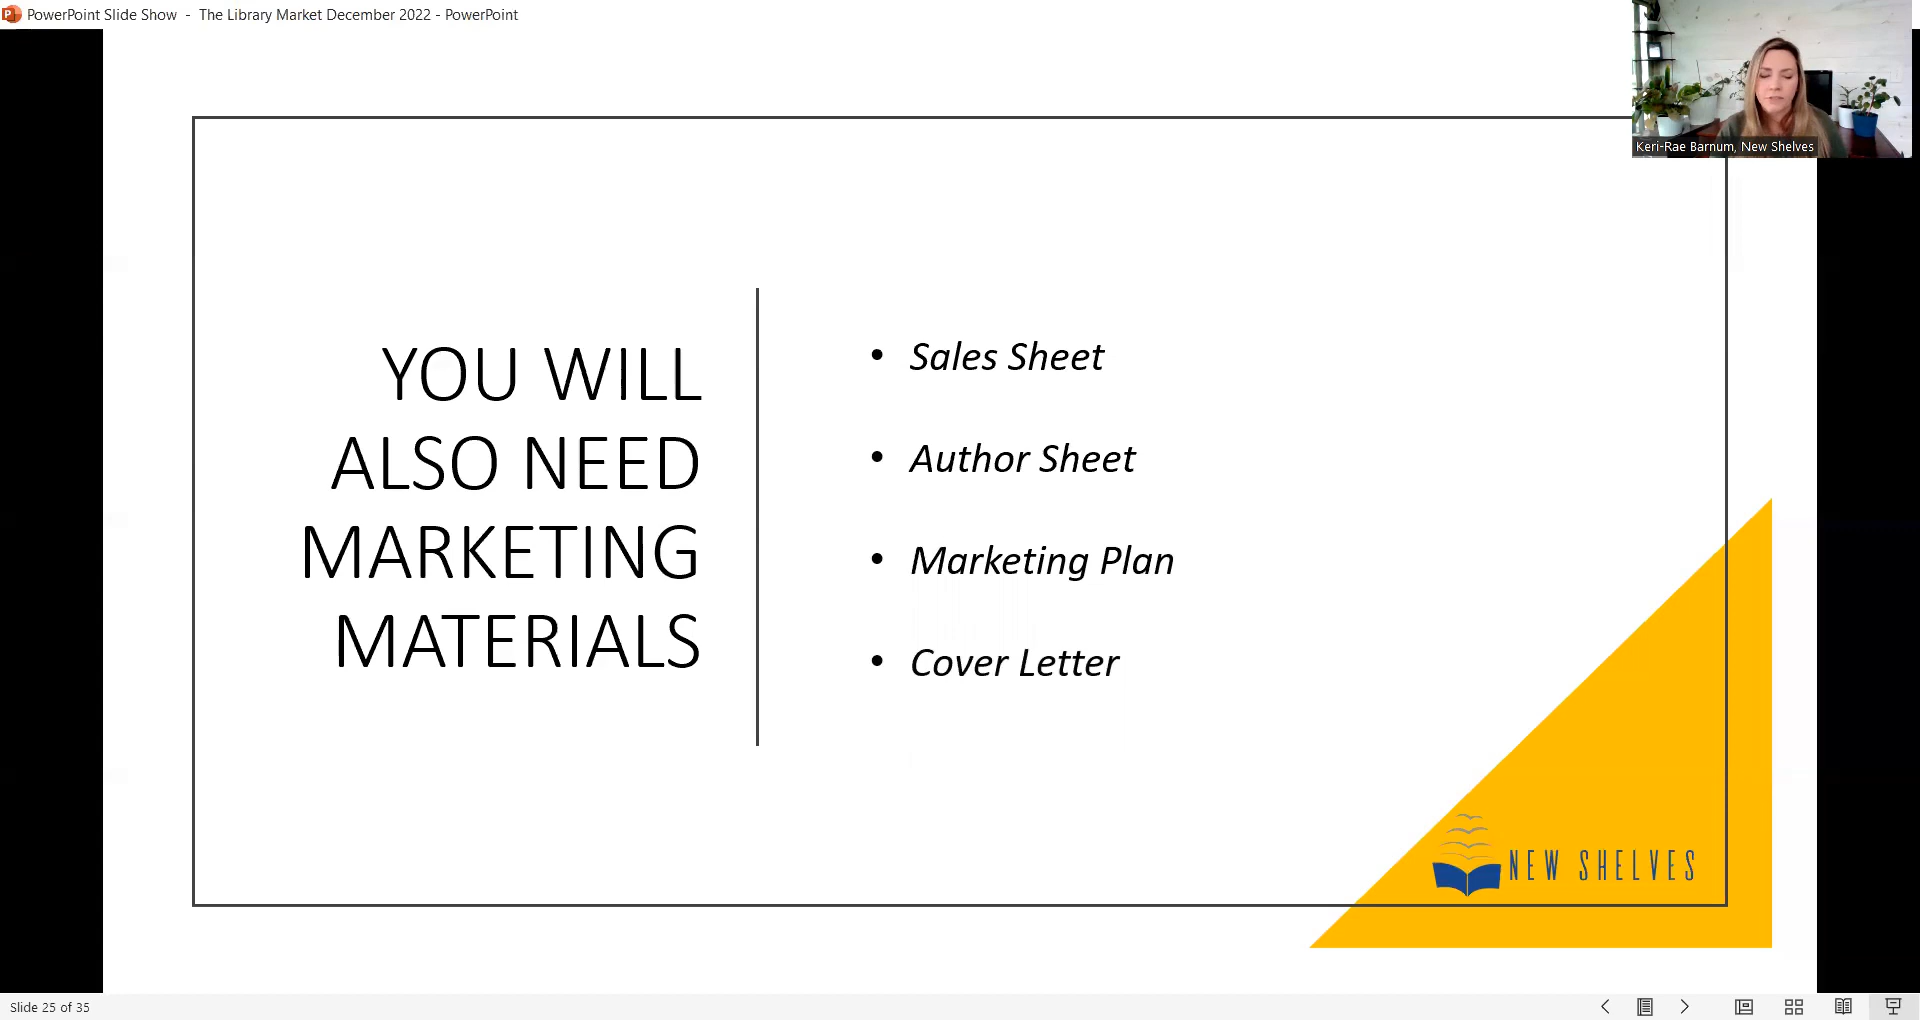 PowerPoint Slide Show - The Library Market December 2022 - PowerPoint
Keri-Rae Barnum, New Shelves
YOU WILL
ALSO NEED
MARKETING
MATERIALS
• Sales Sheet
• Author Sheet
• Marketing Plan
• Cover Letter
NEW SHELVES
Slide 25 of 35